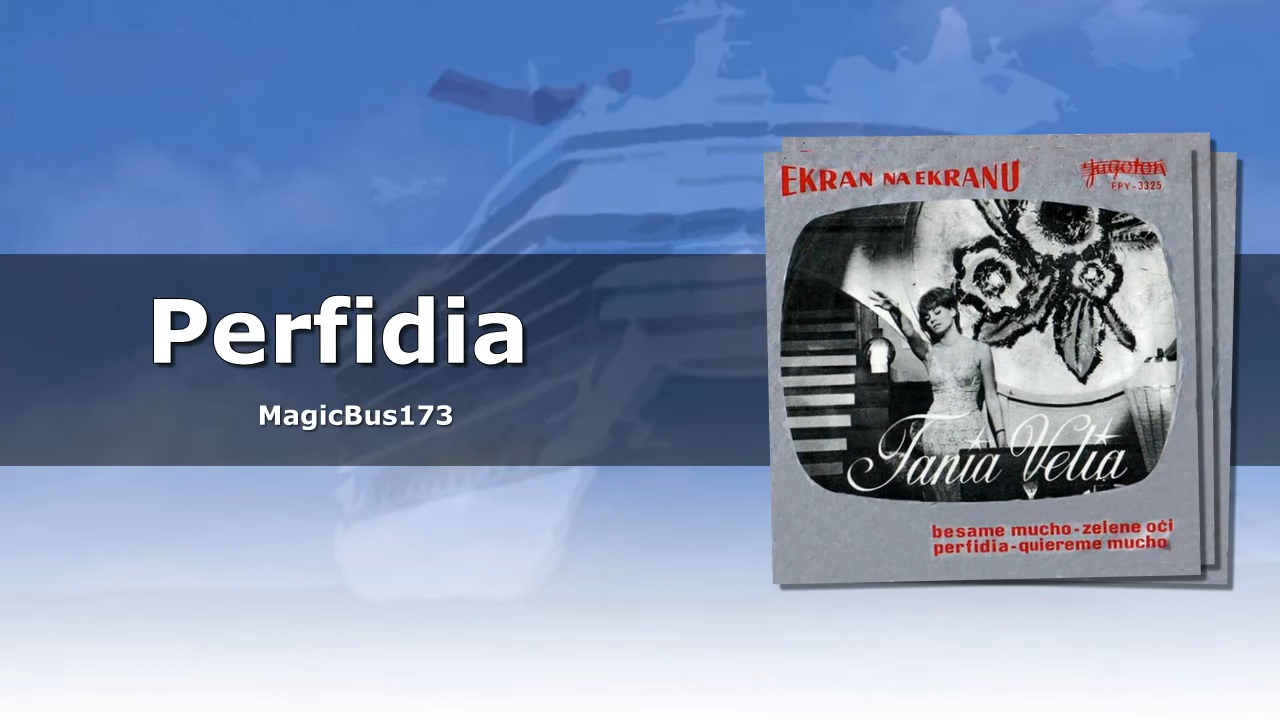 Perfidia
MagicBus173
EKRAN NA EKRANU
jugoton
EPY-3325
Tania Velia
besame mucho-zelene oči
perfidia-quiereme mucho